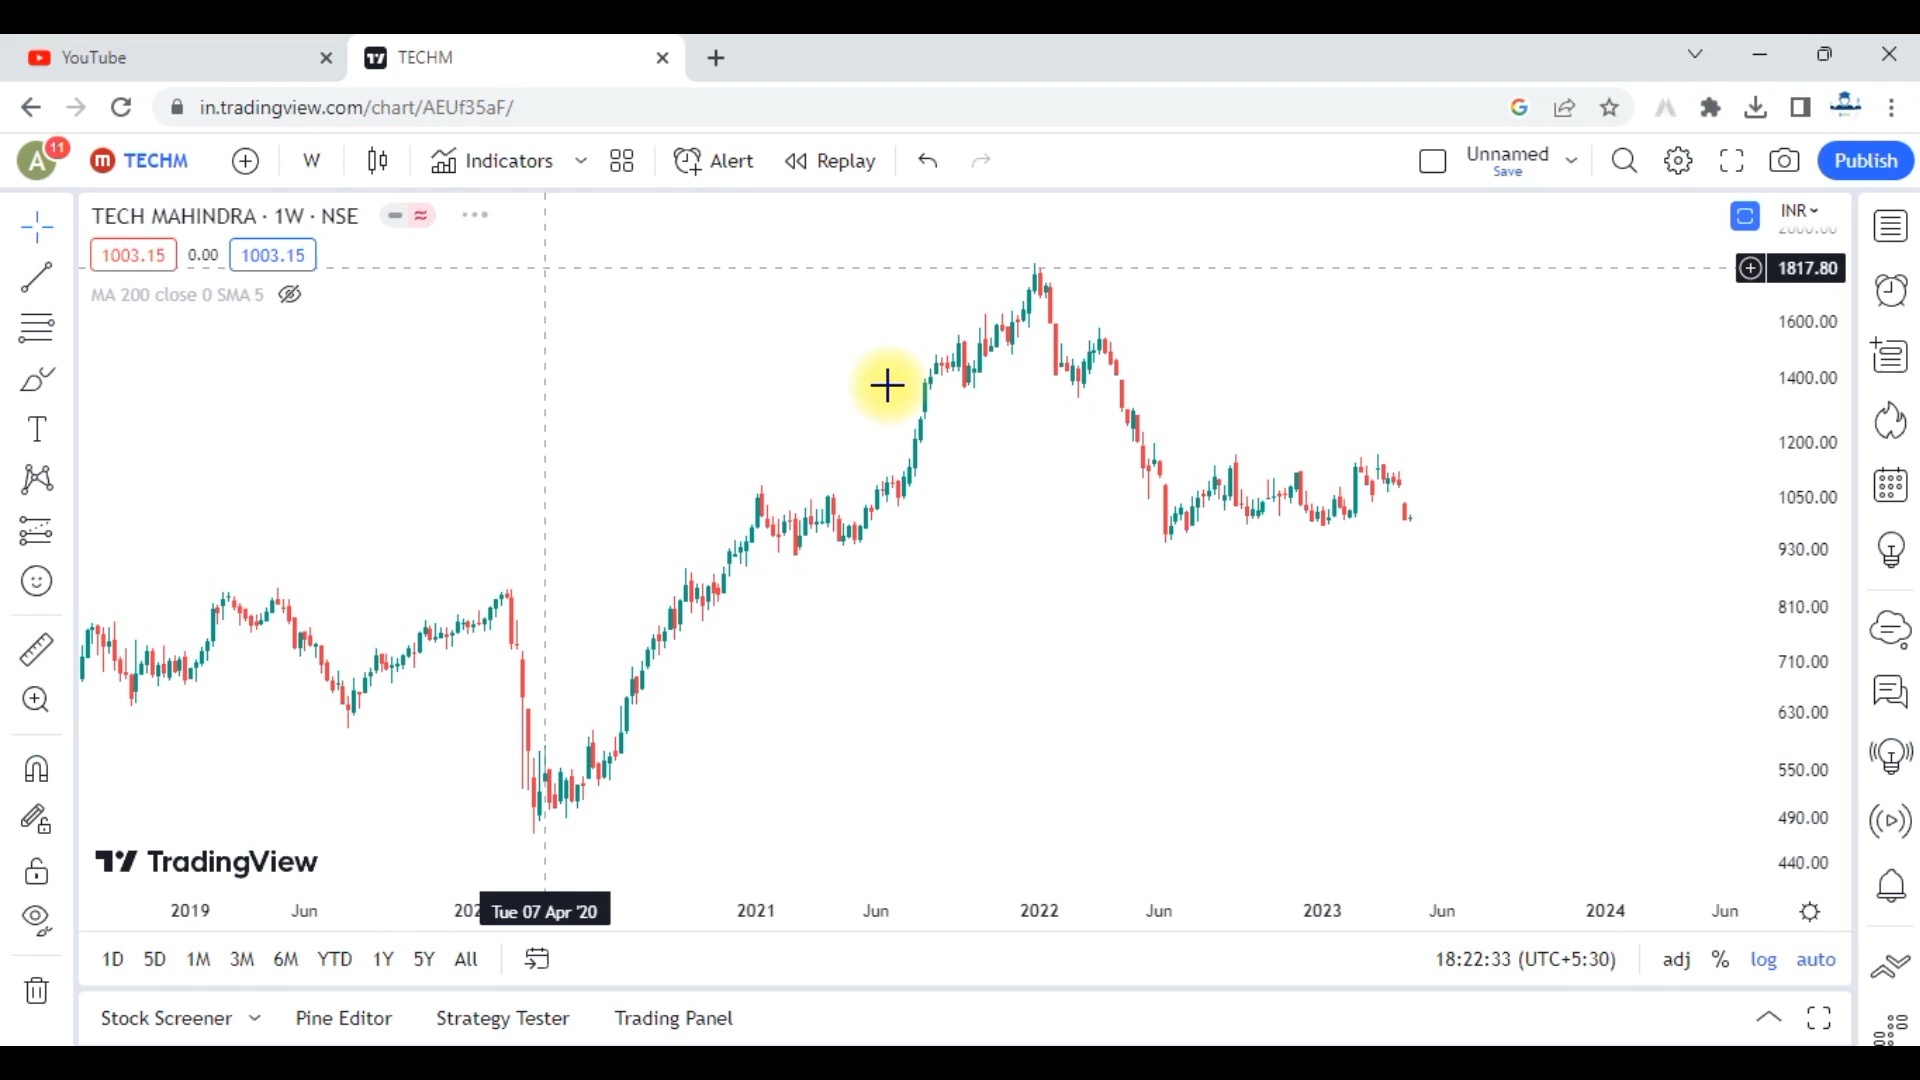 YouTube
TECHM
in.tradingview.com/chart/AEUf35aF/
A 11 m TECHM W Indicators Alert Replay Unnamed Save Publish
TECH MAHINDRA · 1W · NSE
INR
2000.00
1003.15 0.00 1003.15
1817.80
MA 200 close 0 SMA 5
1600.00
1400.00
1200.00
1050.00
930.00
810.00
710.00
630.00
550.00
490.00
440.00
TradingView
2019 Jun 202 Tue 07 Apr '20 2021 Jun 2022 Jun 2023 Jun 2024 Jun
1D 5D 1M 3M 6M YTD 1Y 5Y All 18:22:33 (UTC+5:30) adj % log auto
Stock Screener Pine Editor Strategy Tester Trading Panel